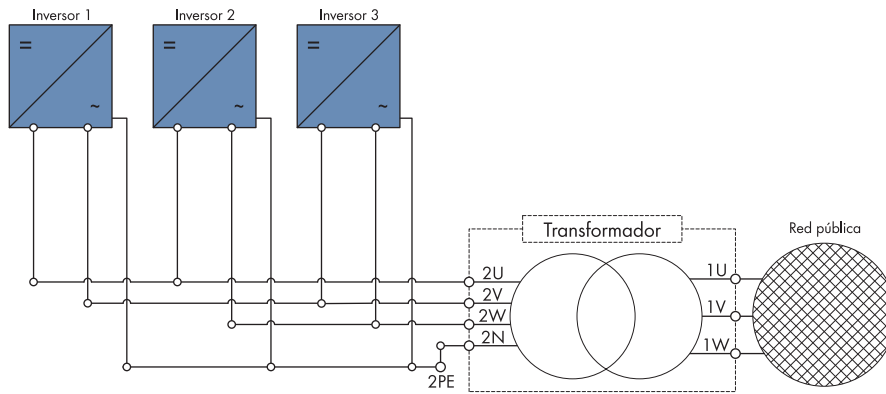 Inversor 1
Inversor 2
Inversor 3
=
~
=
~
=
~
Transformador
Red pública
2U
1U
2V
1V
2W
2N
1W
2PE